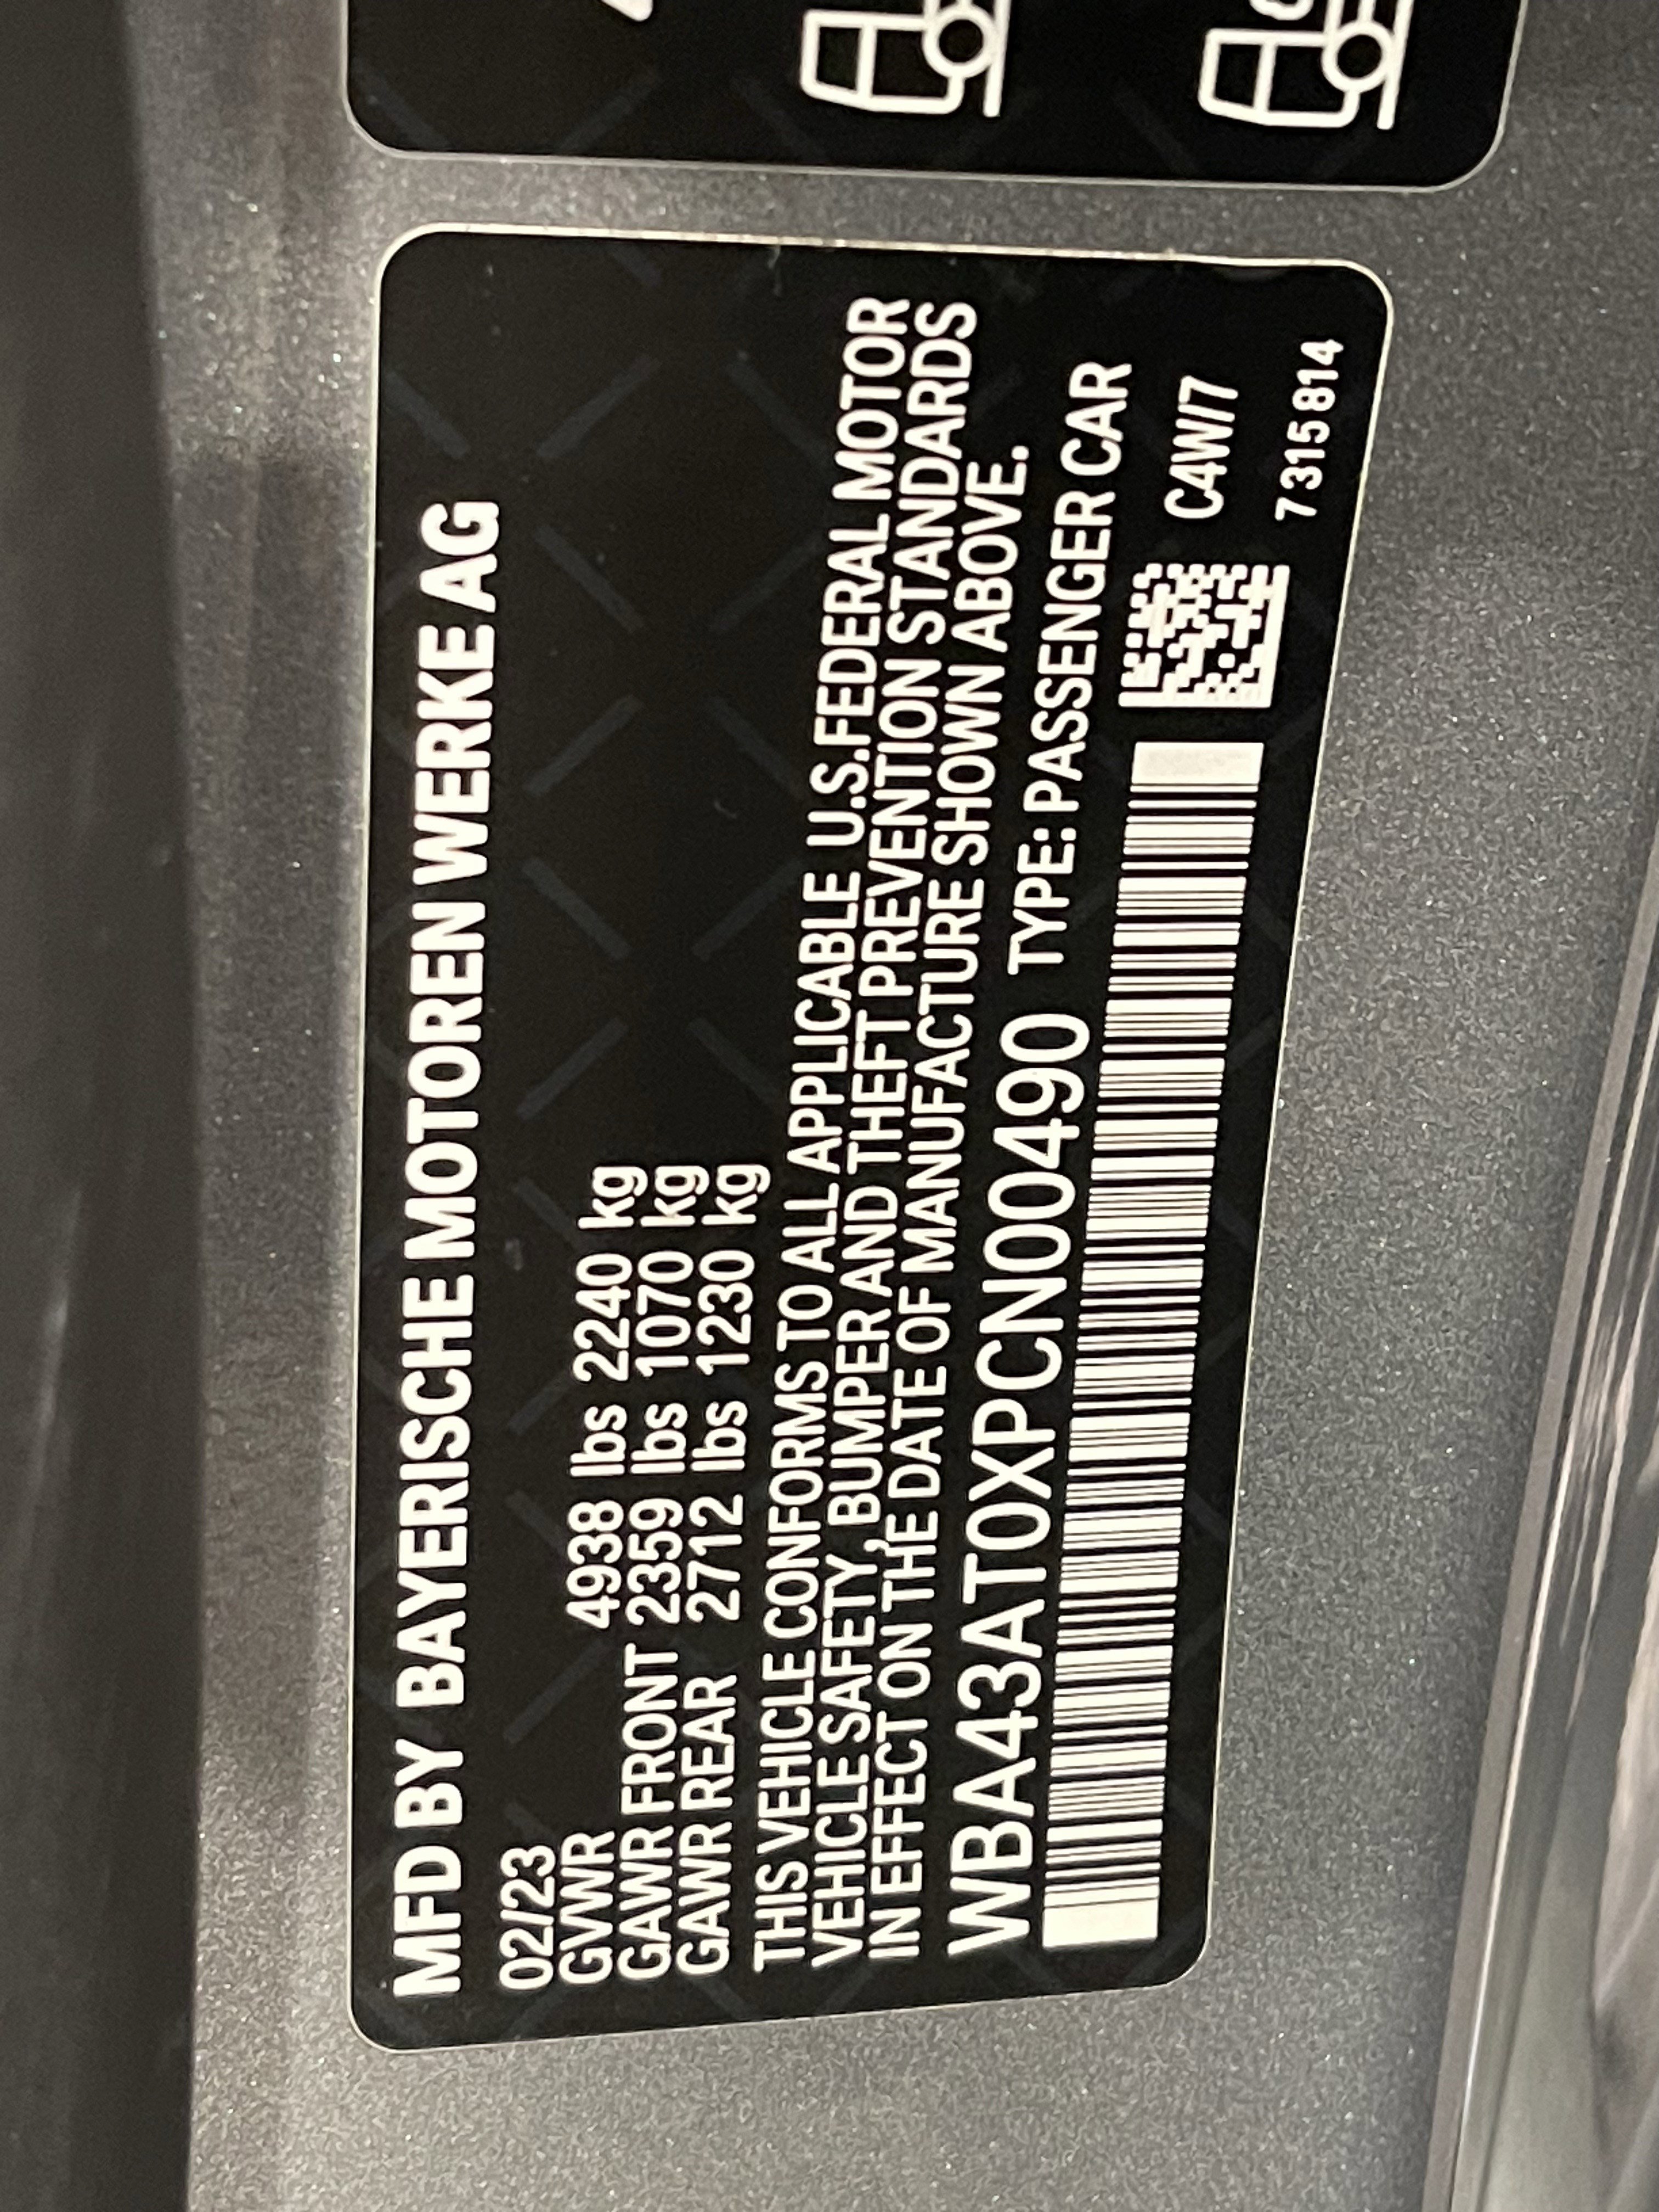 MFD BY BAYERISCHE MOTOREN WERKE AG
02/23
GVWR 4938 lbs 2240 kg
GAWR FRONT 2359 lbs 1070 kg
GAWR REAR 2712 lbs 1230 kg
THIS VEHICLE CONFORMS TO ALL APPLICABLE U.S.FEDERAL MOTOR
VEHICLE SAFETY, BUMPER AND THEFT PREVENTION STANDARDS
IN EFFECT ON THE DATE OF MANUFACTURE SHOWN ABOVE.
WBA43AT0XPCN00490 TYPE: PASSENGER CAR
C4W/7
7315814